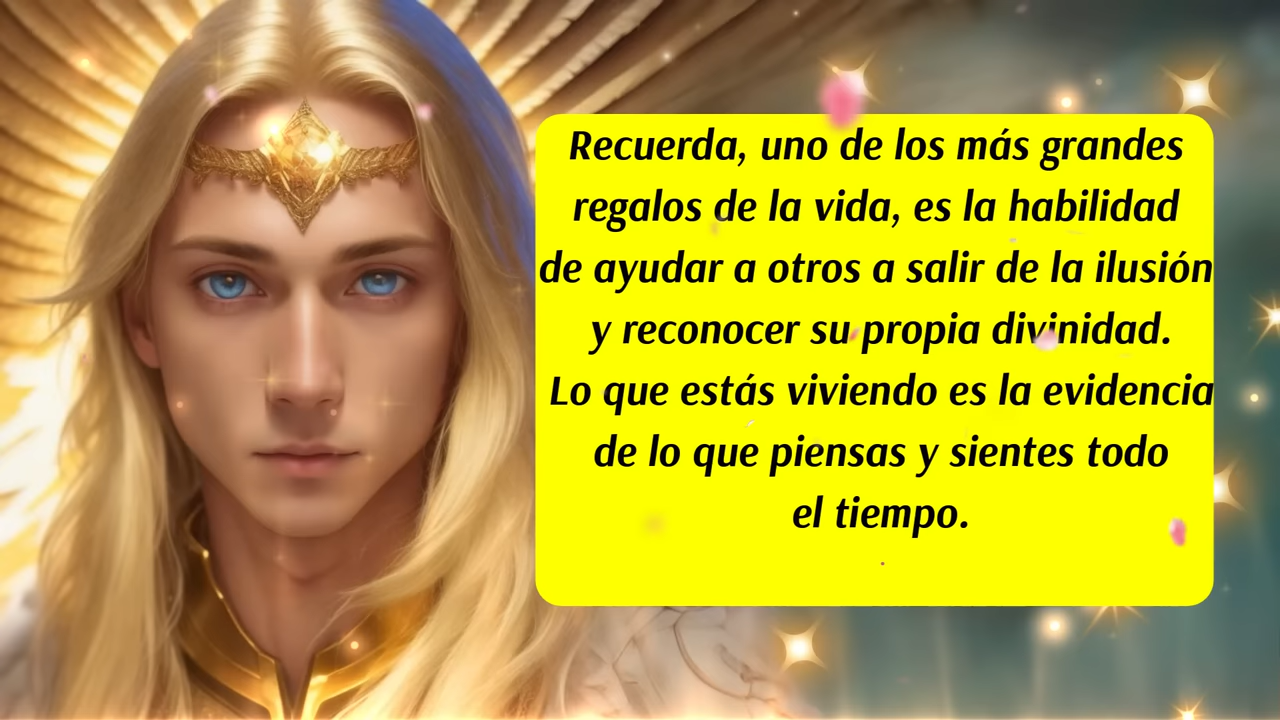 Recuerda, uno de los más grandes
regalos de la vida, es la habilidad
de ayudar a otros a salir de la ilusión
y reconocer su propia divinidad.
Lo que estás viviendo es la evidencia
de lo que piensas y sientes todo
el tiempo.
.